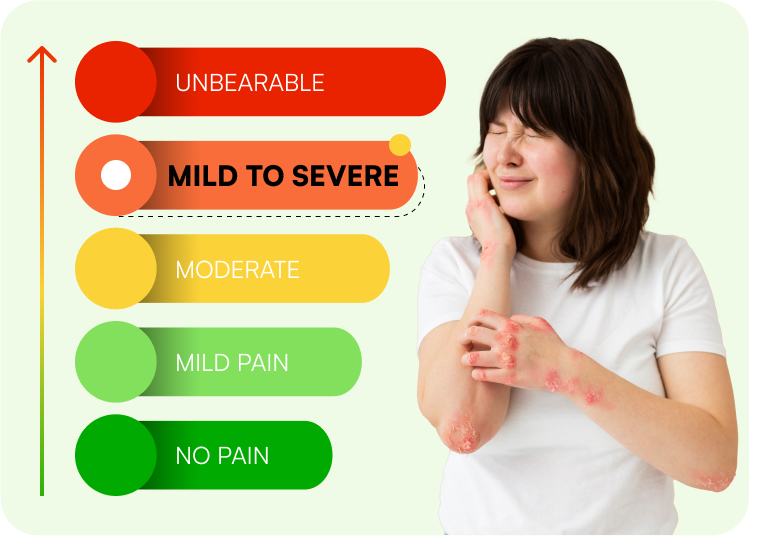 UNBEARABLE
MILD TO SEVERE
MODERATE
MILD PAIN
NO PAIN